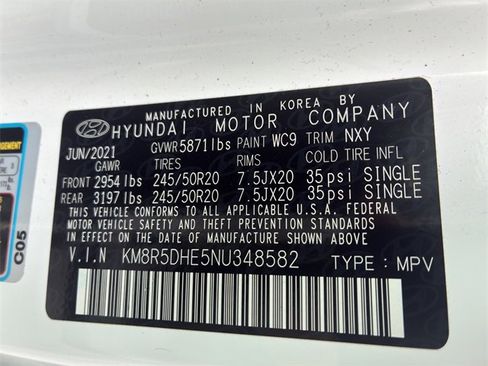 MANUFACTURED IN KOREA BY
HYUNDAI MOTOR COMPANY
JUN/2021 GVWR 5871lbs PAINT WC9 TRIM NXY
GAWR TIRES RIMS COLD TIRE INFL
FRONT 2954 lbs 245/50R20 7.5JX20 35psi SINGLE
REAR 3197 lbs 245/50R20 7.5JX20 35psi SINGLE
THIS VEHICLE CONFORMS TO ALL APPLICABLE U.S.A. FEDERAL
MOTOR VEHICLE SAFETY, BUMPER, AND THEFT PREVENTION
STANDARDS IN EFFECT ON THE DATE OF MANUFACTURE SHOWN ABOVE.
V.I.N KM8R5DHE5NU348582 TYPE : MPV
C05